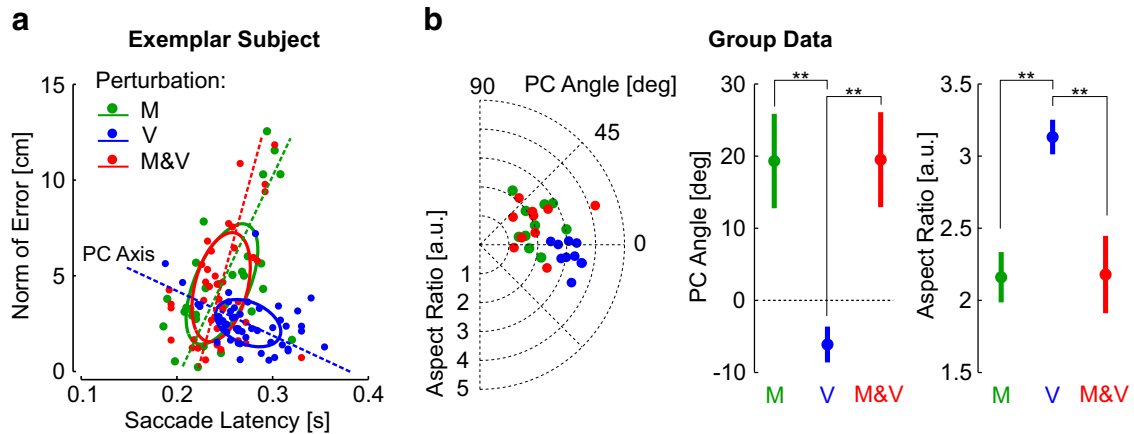 a
Exemplar Subject
Perturbation:
M
V
M&V
15
10
5
0
Norm of Error [cm]
PC Axis
0.1 0.2 0.3 0.4
Saccade Latency [s]
b
Group Data
90
PC Angle [deg]
45
0
1
2
3
4
5
Aspect Ratio [a.u.]
30
20
10
0
-10
PC Angle [deg]
** **
M V M&V
3.5
3
2.5
2
1.5
Aspect Ratio [a.u.]
** **
M V M&V